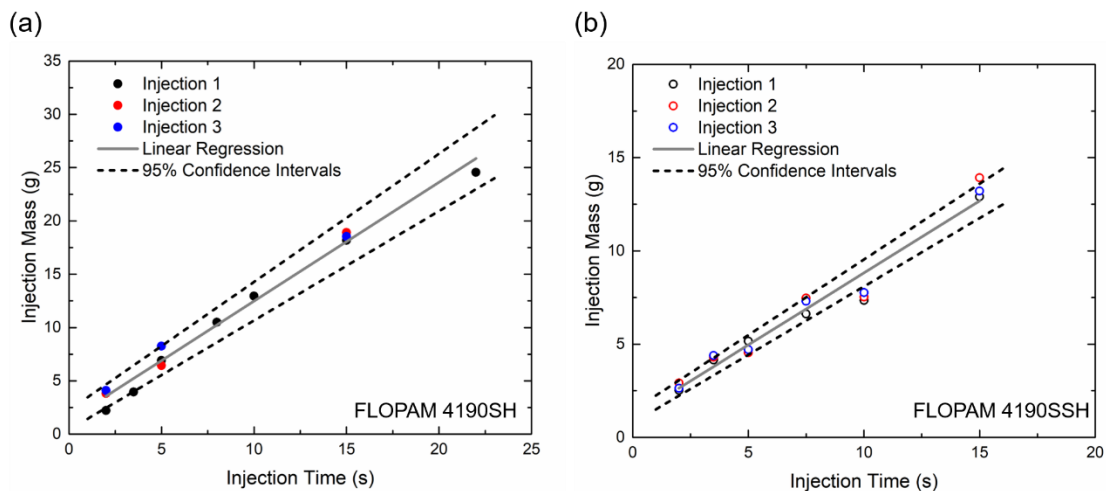 (a)
35
30
25
20
15
10
5
0
Injection Mass (g)
Injection 1
Injection 2
Injection 3
Linear Regression
95% Confidence Intervals
FLOPAM 4190SH
0 5 10 15 20 25
Injection Time (s)
(b)
20
15
10
5
0
Injection Mass (g)
Injection 1
Injection 2
Injection 3
Linear Regression
95% Confidence Intervals
FLOPAM 4190SSH
0 5 10 15 20
Injection Time (s)